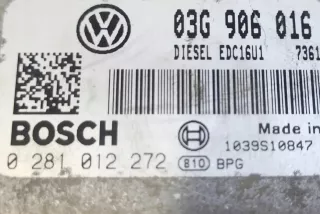 03G 906 016
DIESEL EDC16U1 7361
BOSCH
Made in
1039S10847
0 281 012 272 810 BPG